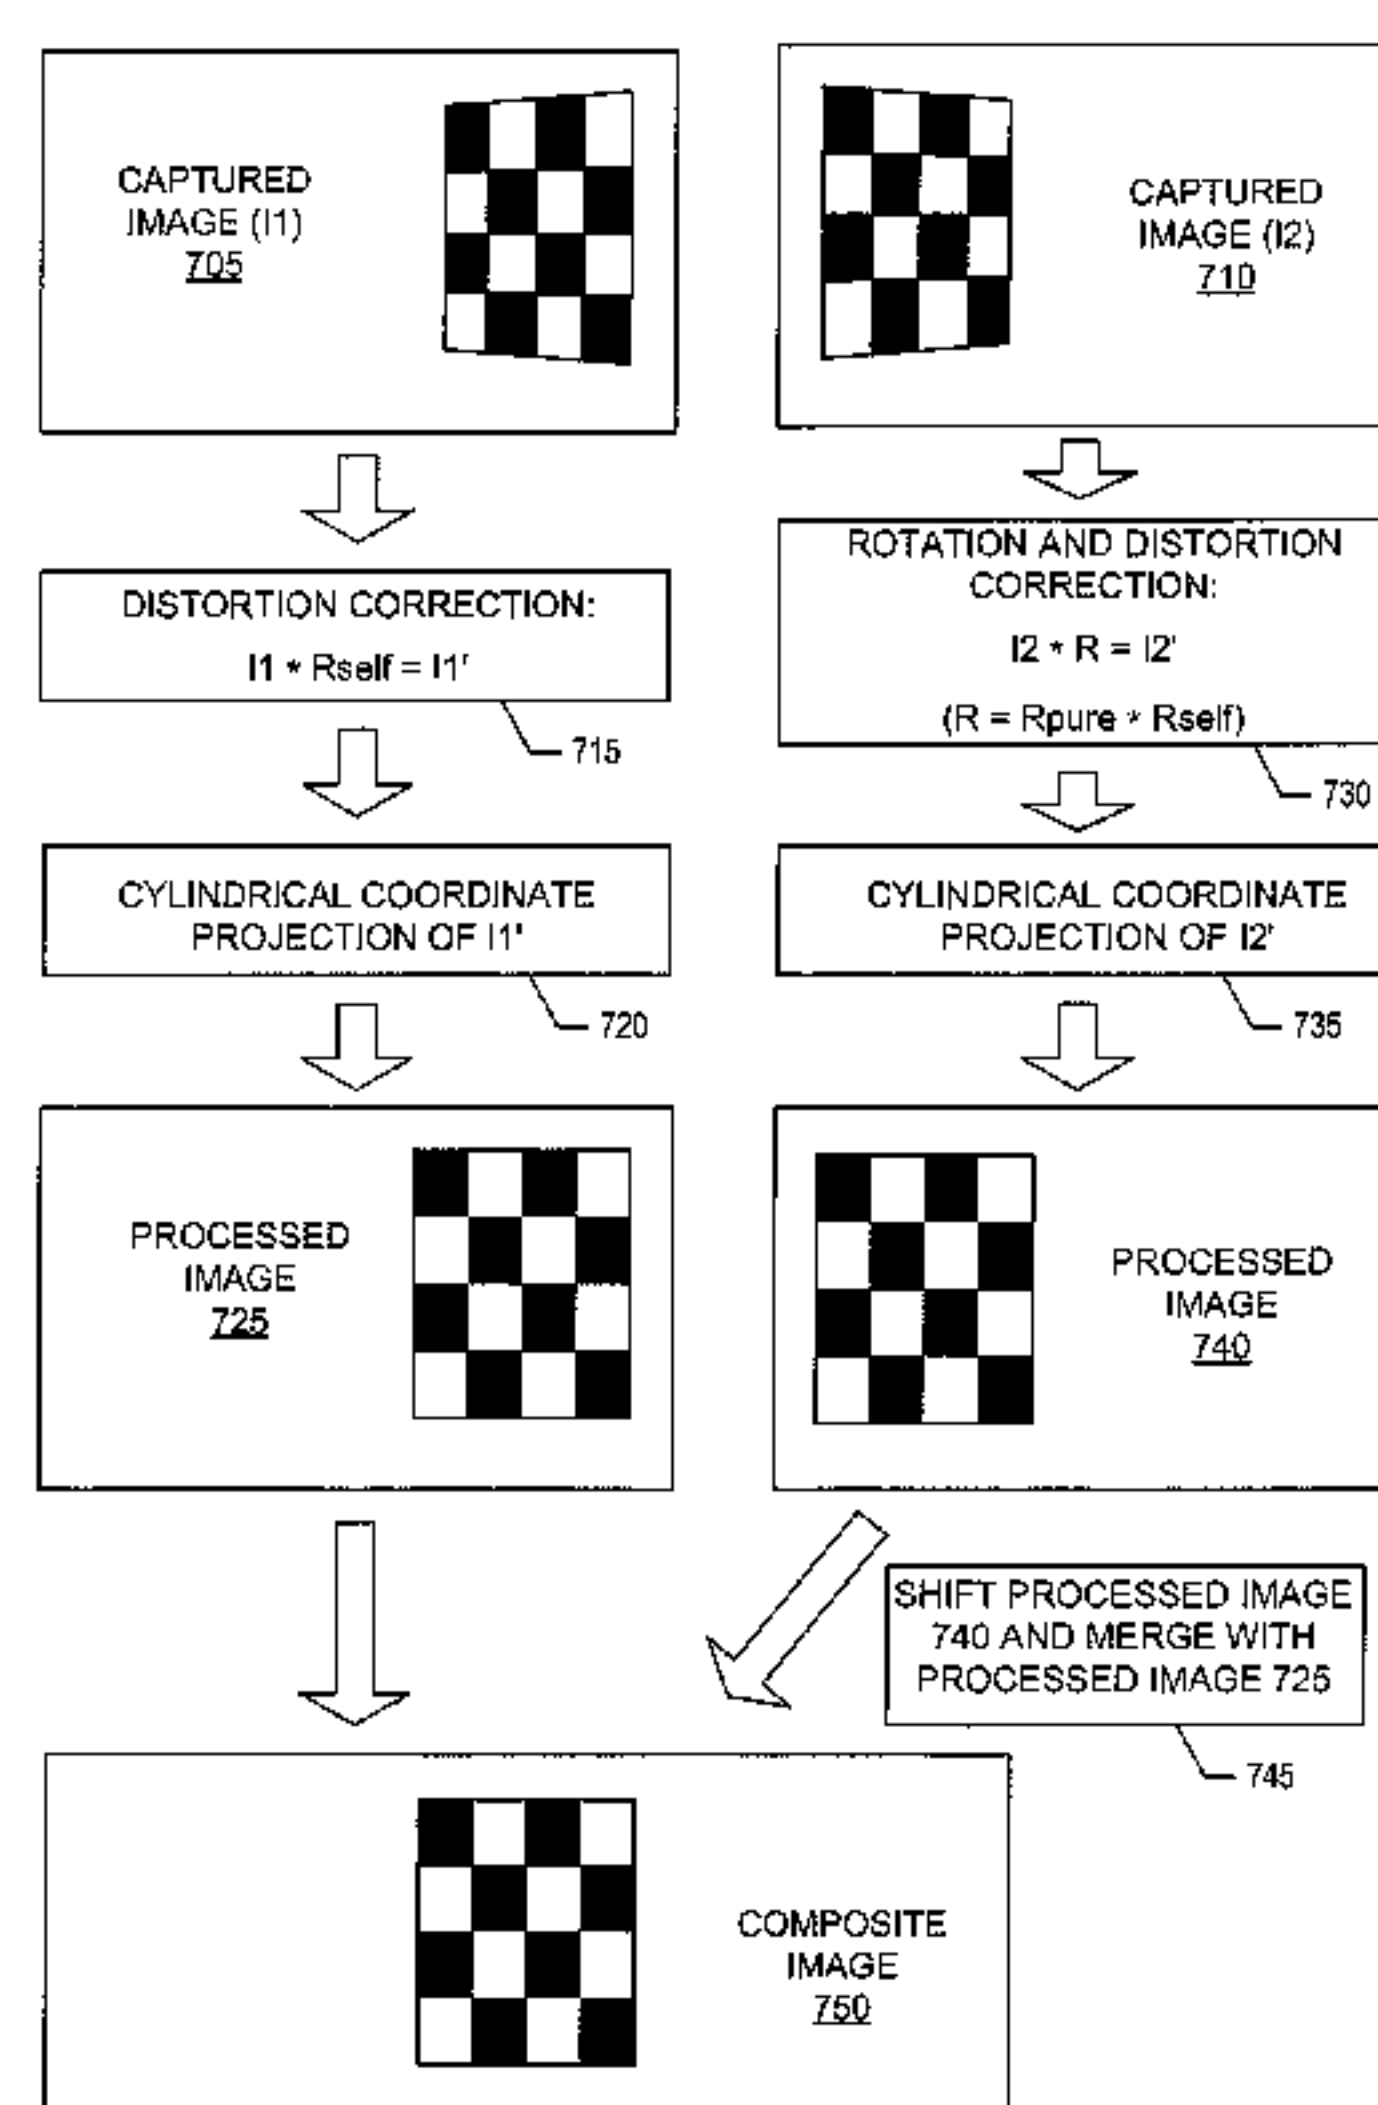 CAPTURED
IMAGE (I1)
705
CAPTURED
IMAGE (I2)
710
DISTORTION CORRECTION:
I1 * Rself = I1'
715
ROTATION AND DISTORTION
CORRECTION:
I2 * R = I2'
(R = Rpure * Rself)
730
CYLINDRICAL COORDINATE
PROJECTION OF I1'
720
CYLINDRICAL COORDINATE
PROJECTION OF I2'
735
PROCESSED
IMAGE
725
PROCESSED
IMAGE
740
SHIFT PROCESSED IMAGE
740 AND MERGE WITH
PROCESSED IMAGE 725
745
COMPOSITE
IMAGE
750